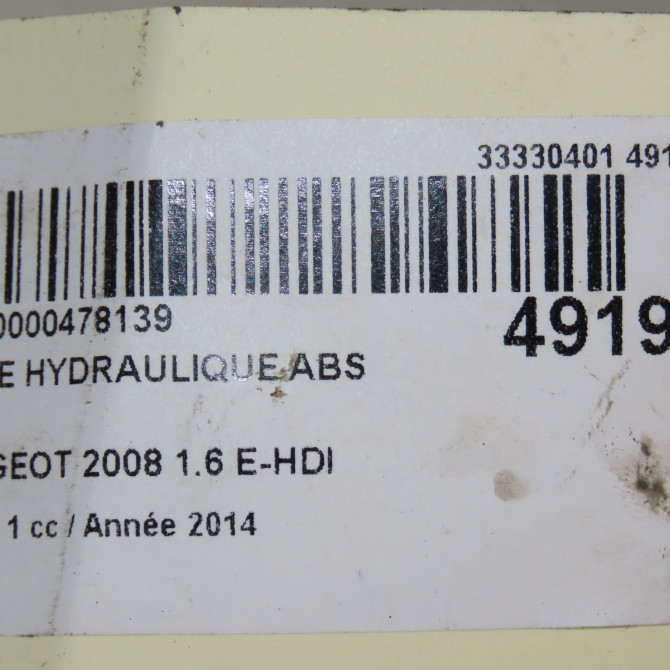 33330401 491
0000478139
4919
E HYDRAULIQUE ABS
GEOT 2008 1.6 E-HDI
1 cc / Année 2014